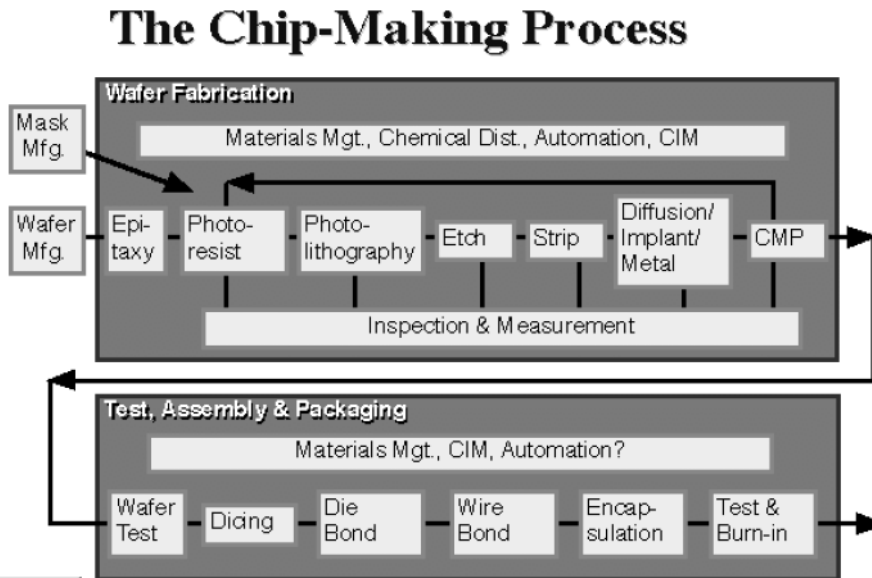 The Chip-Making Process
Wafer Fabrication
Mask
Mfg.
Materials Mgt., Chemical Dist., Automation, CIM
Wafer
Mfg.
Epi-
taxy
Photo-
resist
Photo-
lithography
Etch
Strip
Diffusion/
Implant/
Metal
CMP
Inspection & Measurement
Test, Assembly & Packaging
Materials Mgt., CIM, Automation?
Wafer
Test
Dicing
Die
Bond
Wire
Bond
Encap-
sulation
Test &
Burn-in